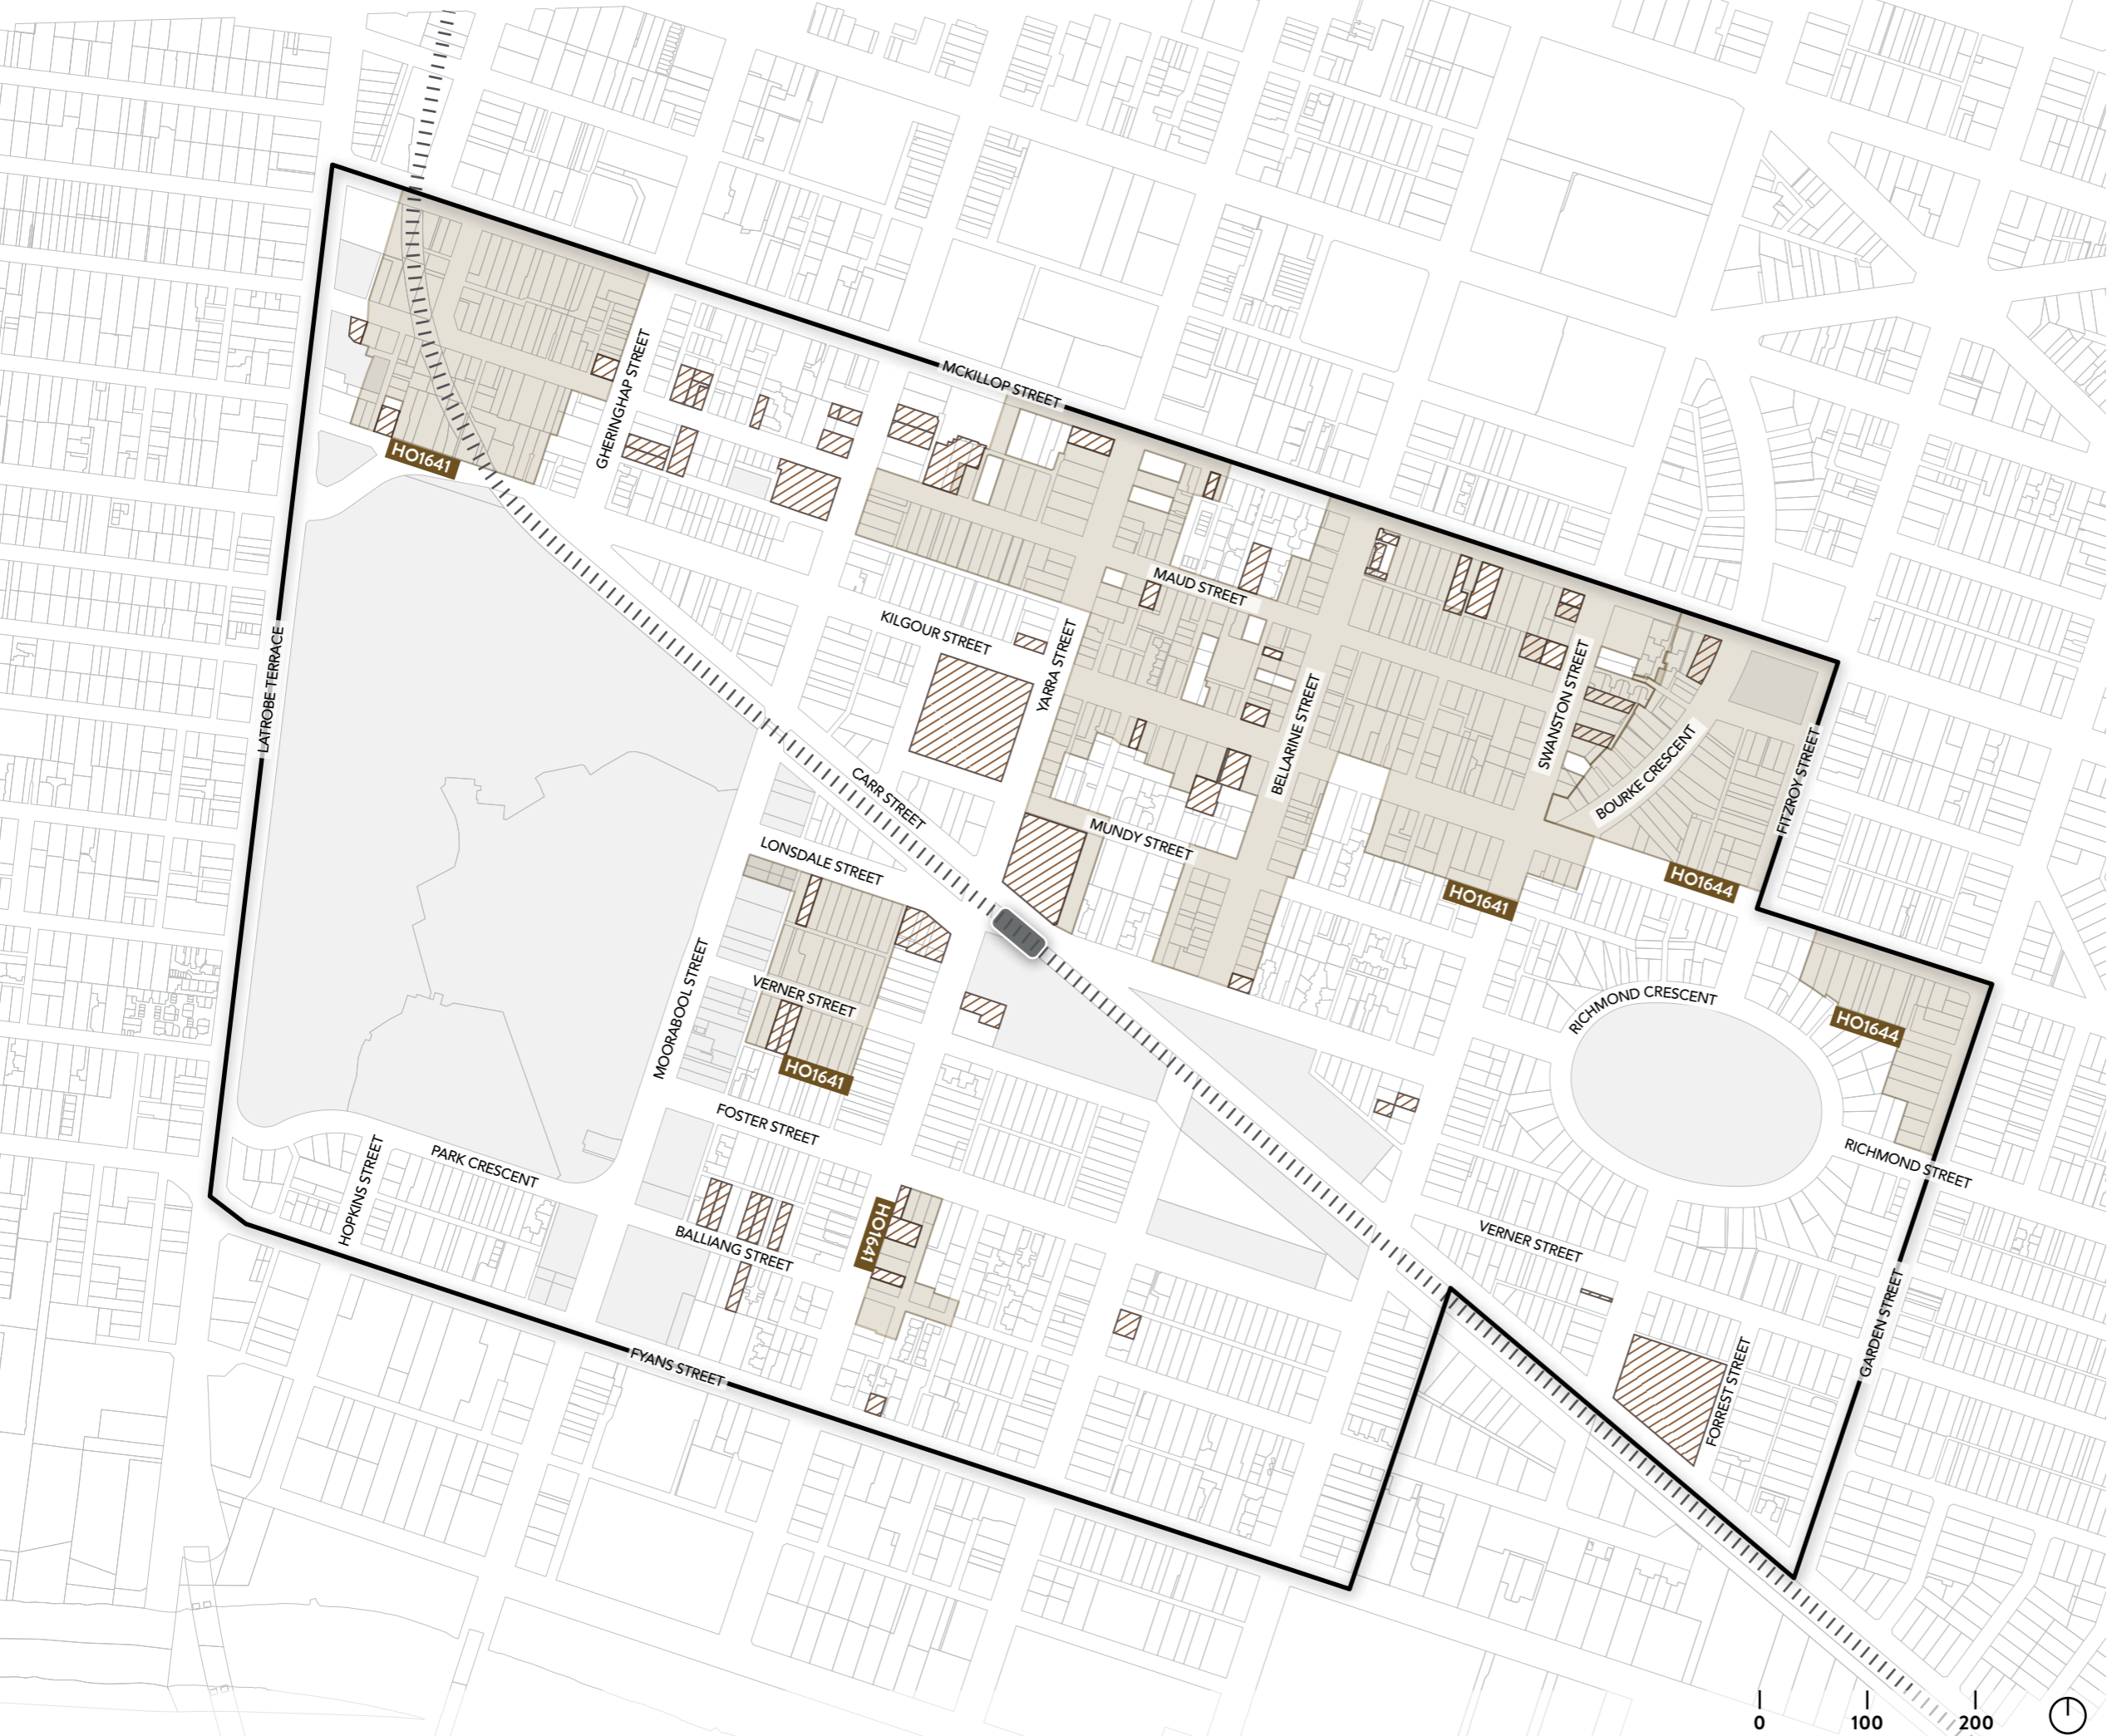 MCKILLOP STREET
GHERINGHAP STREET
HO1641
MAUD STREET
KILGOUR STREET
YARRA STREET
LATROBE TERRACE
SWANSTON STREET
BELLARINE STREET
BOURKE CRESCENT
FITZROY STREET
CARR STREET
MUNDY STREET
LONSDALE STREET
HO1644
HO1641
MOORABOOL STREET
VERNER STREET
RICHMOND CRESCENT
HO1644
HO1641
FOSTER STREET
PARK CRESCENT
HOPKINS STREET
RICHMOND STREET
HO1641
BALLIANG STREET
VERNER STREET
GARDEN STREET
FYANS STREET
FORREST STREET
0 100 200